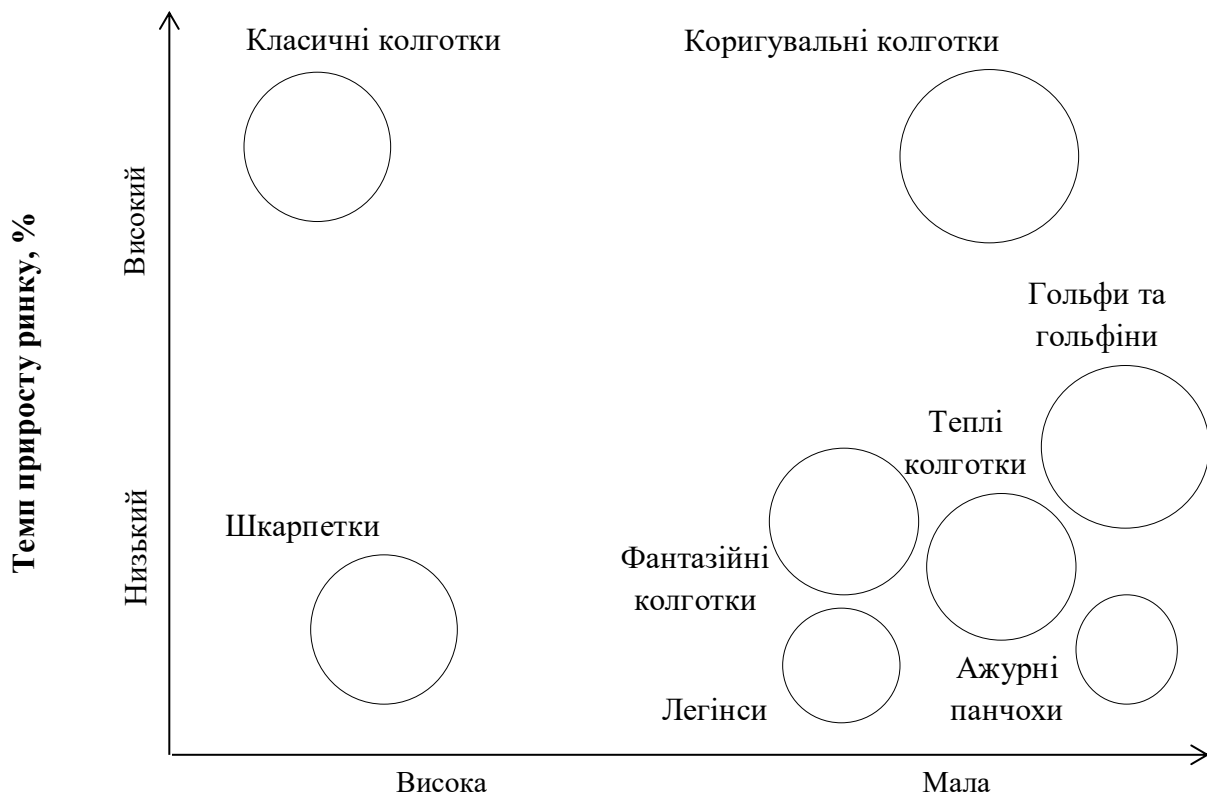 Класичні колготки
Коригувальні колготки
Темп приросту ринку, %
Високий
Гольфи та
гольфіни
Теплі
колготки
Низький
Шкарпетки
Фантазійні
колготки
Легінси
Ажурні
панчохи
Висока
Мала